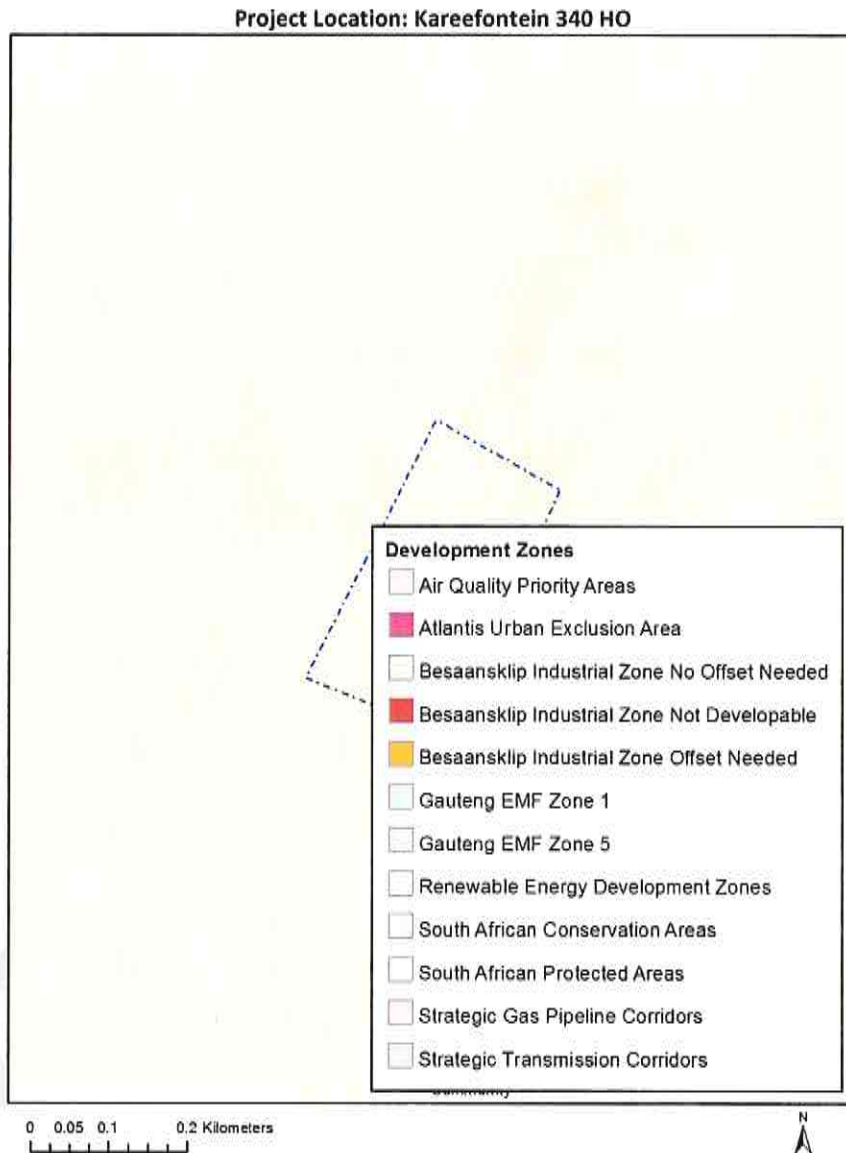 Project Location: Kareefontein 340 HO
Development Zones
Air Quality Priority Areas
Atlantis Urban Exclusion Area
Besaansklip Industrial Zone No Offset Needed
Besaansklip Industrial Zone Not Developable
Besaansklip Industrial Zone Offset Needed
Gauteng EMF Zone 1
Gauteng EMF Zone 5
Renewable Energy Development Zones
South African Conservation Areas
South African Protected Areas
Strategic Gas Pipeline Corridors
Strategic Transmission Corridors
0 0.05 0.1 0.2 Kilometers
N